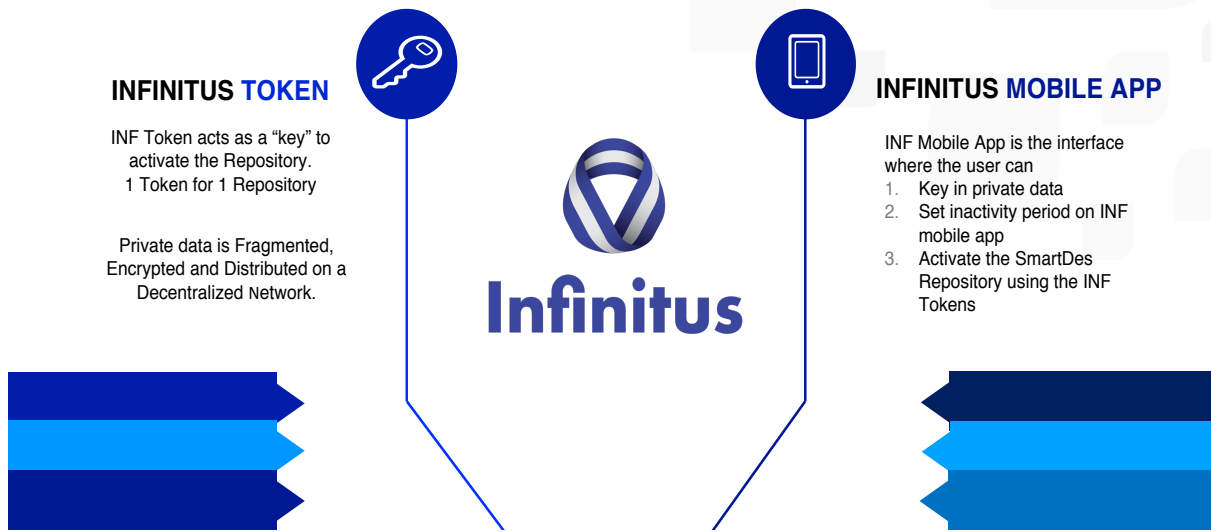 INFINITUS TOKEN
INF Token acts as a “key” to
activate the Repository.
1 Token for 1 Repository
Private data is Fragmented,
Encrypted and Distributed on a
Decentralized Network.
Infinitus
INFINITUS MOBILE APP
INF Mobile App is the interface
where the user can
1. Key in private data
2. Set inactivity period on INF
mobile app
3. Activate the SmartDes
Repository using the INF
Tokens